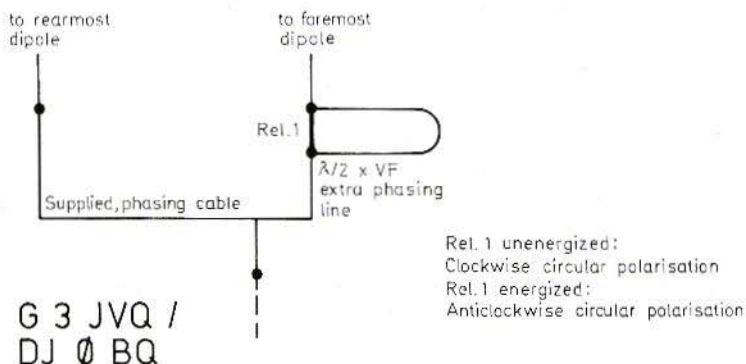 to rearmost
dipole
to foremost
dipole
Rel.1
λ/2 x VF
extra phasing
line
Supplied,phasing cable
Rel.1 unenergized:
Clockwise circular polarisation
Rel.1 energized:
Anticlockwise circular polarisation
G 3 JVQ /
DJ Ø BQ